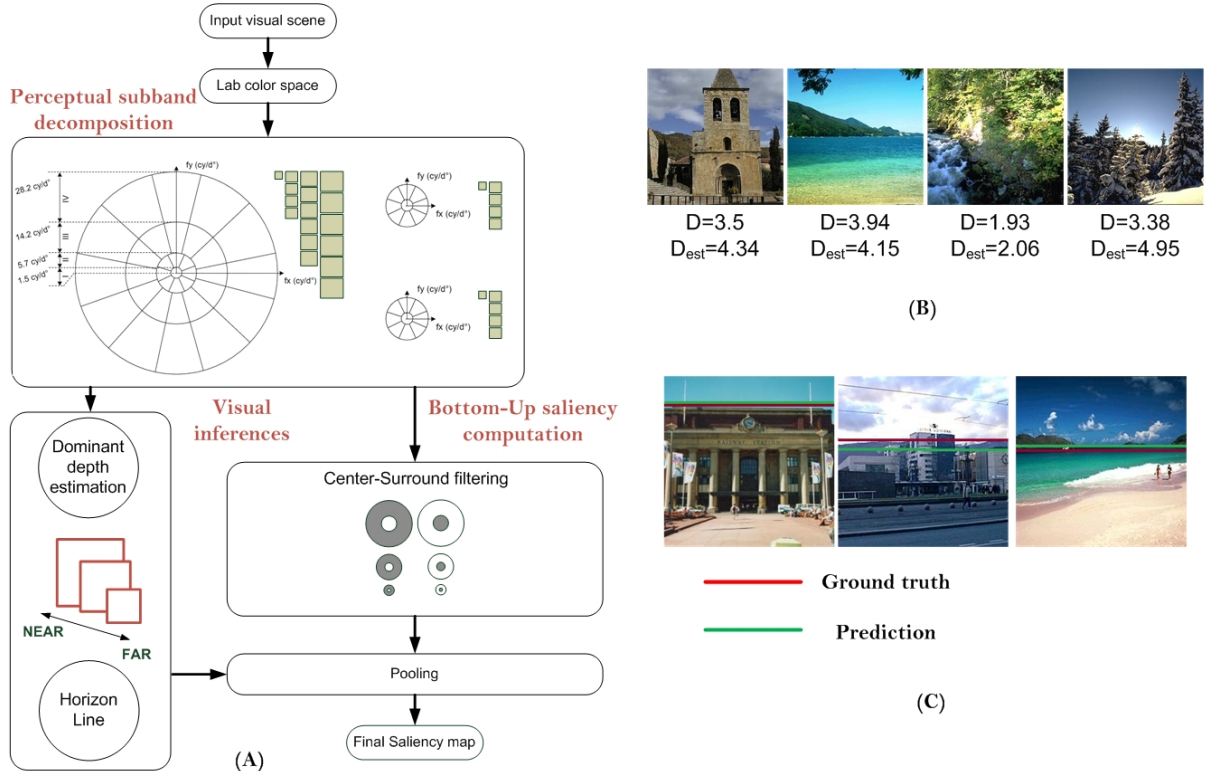 Input visual scene
Lab color space
Perceptual subband
decomposition
fy (cy/d°)
28.2 cy/d°
IV
14.2 cy/d°
III
5.7 cy/d°
II
1.5 cy/d°
I
fx (cy/d°)
fy (cy/d°)
fx (cy/d°)
fy (cy/d°)
fx (cy/d°)
Visual
inferences
Bottom-Up saliency
computation
Dominant
depth
estimation
NEAR
FAR
Horizon
Line
Center-Surround filtering
Pooling
Final Saliency map
(A)
D=3.5
Dest=4.34
D=3.94
Dest=4.15
D=1.93
Dest=2.06
D=3.38
Dest=4.95
(B)
RAILWAY STATION
Ground truth
Prediction
(C)